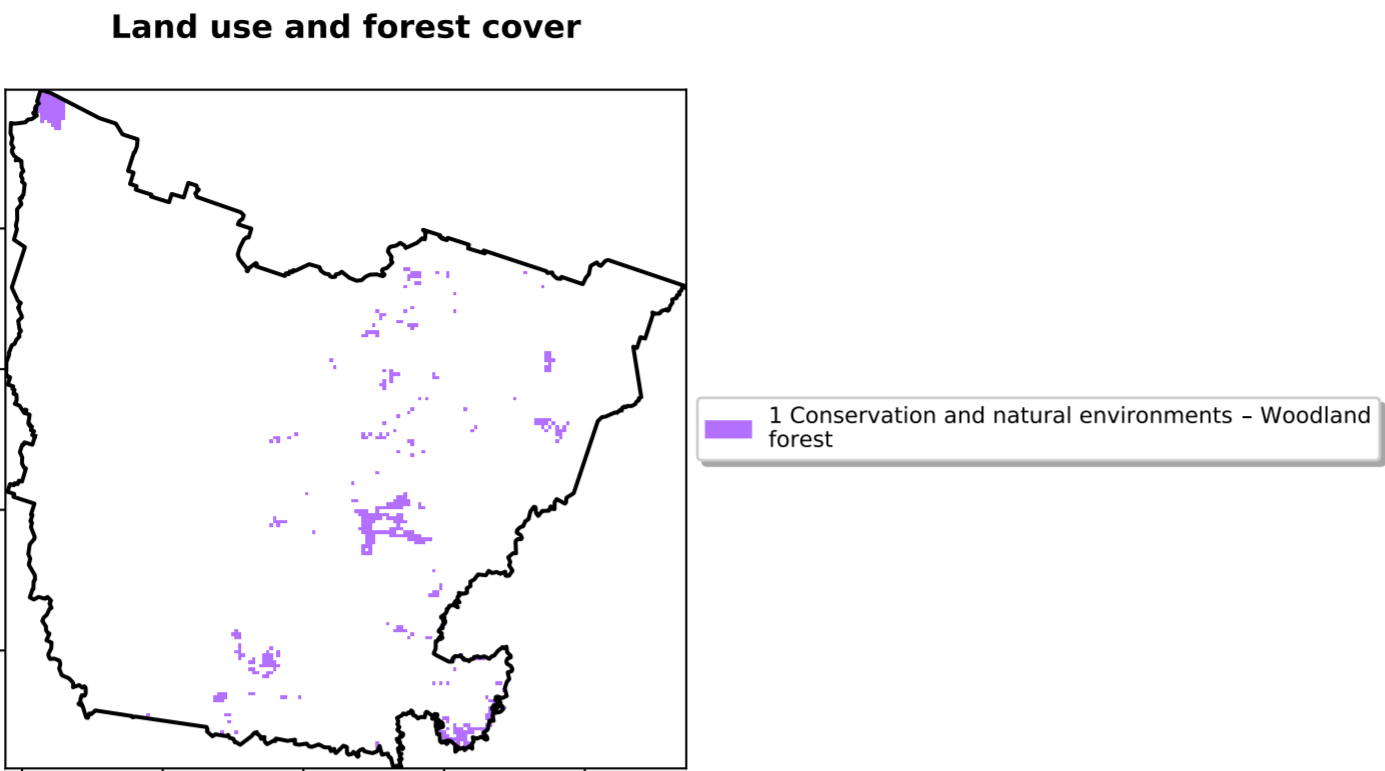 Land use and forest cover
1 Conservation and natural environments – Woodland
forest